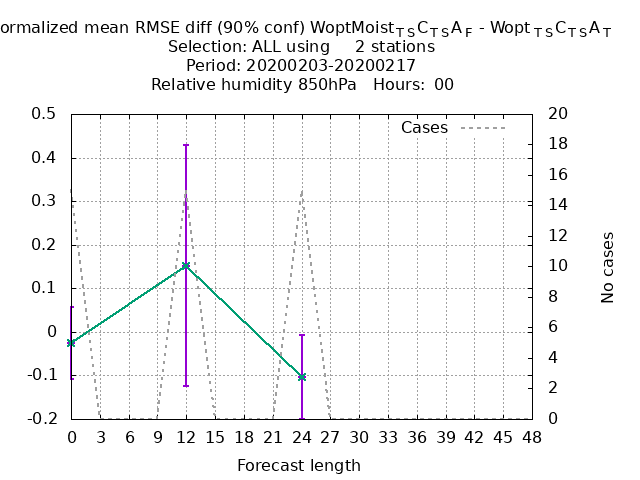 ormalized mean RMSE diff (90% conf) WoptMoistTSCTSAF - WoptTSCTSAT
Selection: ALL using 2 stations
Period: 20200203-20200217
Relative humidity 850hPa Hours: 00
Cases
0.5
0.4
0.3
0.2
0.1
0
-0.1
-0.2
20
18
16
14
12
10
8
6
4
2
0
No cases
0 3 6 9 12 15 18 21 24 27 30 33 36 39 42 45 48
Forecast length